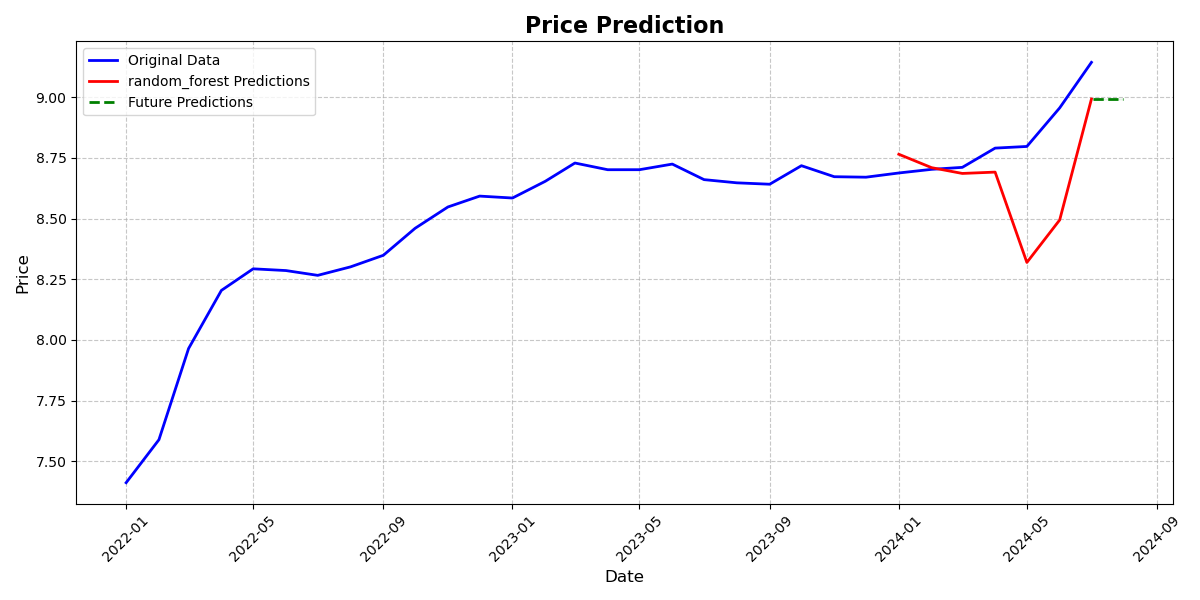 Price Prediction
Original Data
random_forest Predictions
Future Predictions
Price
9.00
8.75
8.50
8.25
8.00
7.75
7.50
2022-01
2022-05
2022-09
2023-01
2023-05
2023-09
2024-01
2024-05
2024-09
Date